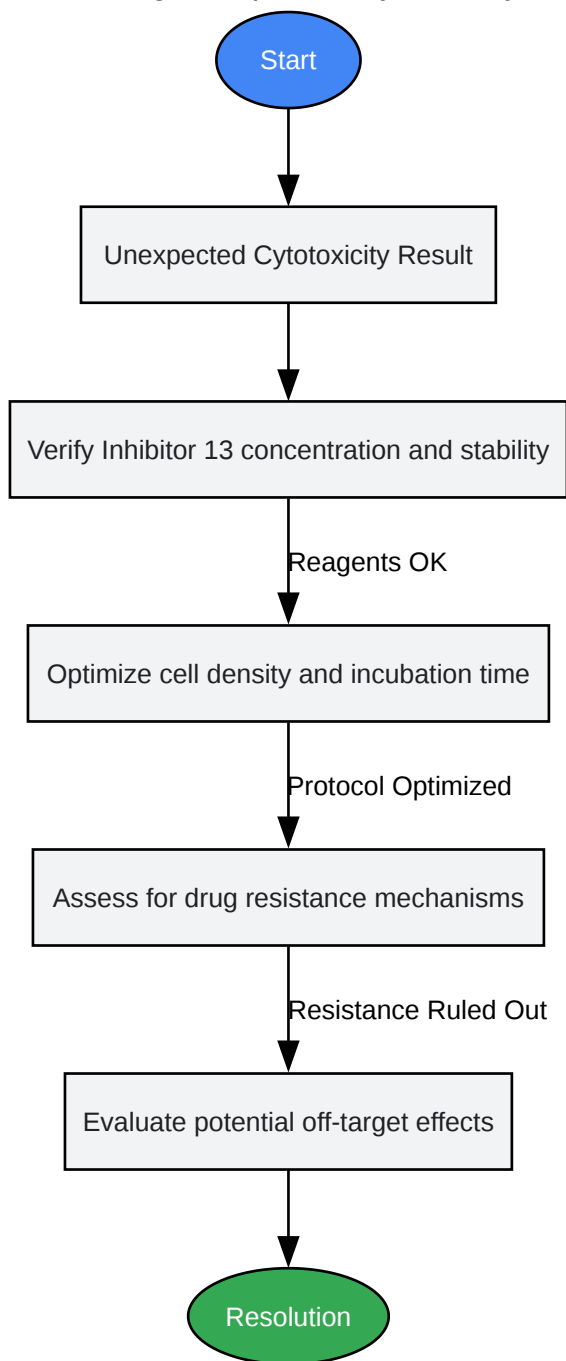 Start
Unexpected Cytotoxicity Result
Verify Inhibitor 13 concentration and stability
Reagents OK
Optimize cell density and incubation time
Protocol Optimized
Assess for drug resistance mechanisms
Resistance Ruled Out
Evaluate potential off-target effects
Resolution